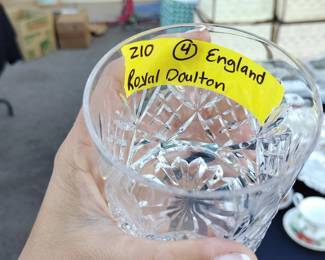 210 ④ England
Royal Doulton